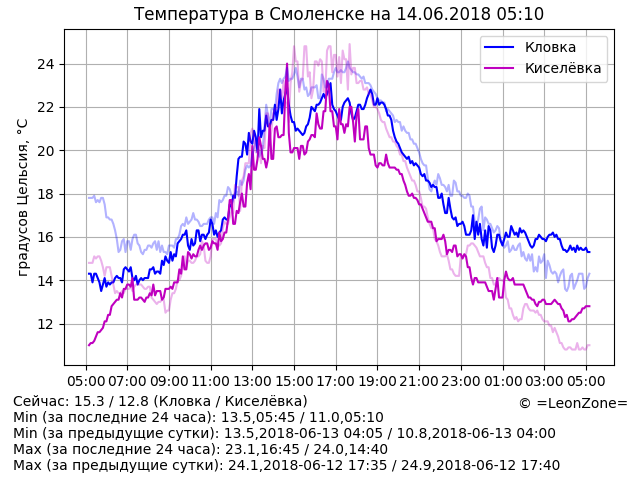 Температура в Смоленске на 14.06.2018 05:10
Кловка
Киселёвка
градусов Цельсия, °C
24
22
20
18
16
14
12
05:00 07:00 09:00 11:00 13:00 15:00 17:00 19:00 21:00 23:00 01:00 03:00 05:00
Сейчас: 15.3 / 12.8 (Кловка / Киселёвка)
© =LeonZone=
Min (за последние 24 часа): 13.5,05:45 / 11.0,05:10
Min (за предыдущие сутки): 13.5,2018-06-13 04:05 / 10.8,2018-06-13 04:00
Max (за последние 24 часа): 23.1,16:45 / 24.0,14:40
Max (за предыдущие сутки): 24.1,2018-06-12 17:35 / 24.9,2018-06-12 17:40